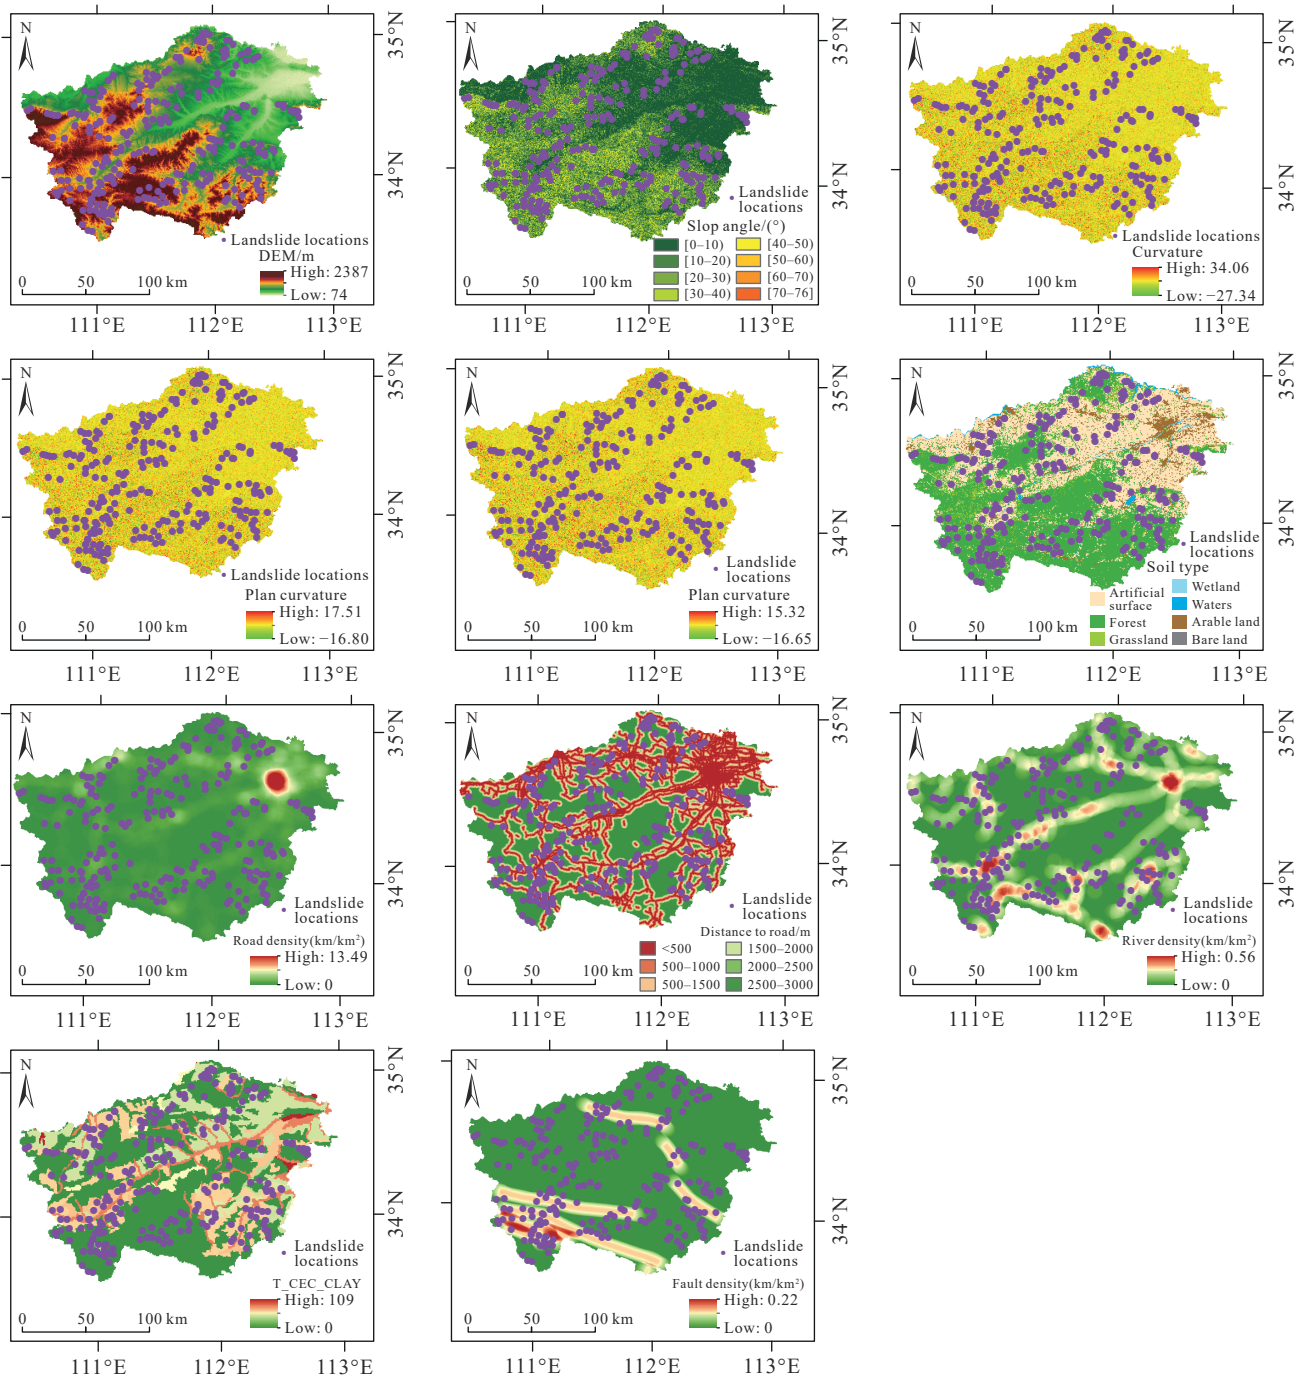 N
35°N
34°N
Landslide locations
DEM/m
High: 2387
Low: 74
0 50 100 km
111°E 112°E 113°E
N
35°N
34°N
Landslide
locations
Slop angle/(°)
[0–10) [40–50)
[10–20) [50–60)
[20–30) [60–70)
[30–40) [70–76]
0 50 100 km
111°E 112°E 113°E
N
35°N
34°N
Landslide locations
Curvature
High: 34.06
Low: −27.34
0 50 100 km
111°E 112°E 113°E
N
35°N
34°N
Landslide locations
Plan curvature
High: 17.51
Low: −16.80
0 50 100 km
111°E 112°E 113°E
N
35°N
34°N
Landslide
locations
Plan curvature
High: 15.32
Low: −16.65
0 50 100 km
111°E 112°E 113°E
N
35°N
34°N
Landslide
locations
Soil type
Artificial
surface
Forest
Grassland
Wetland
Waters
Arable land
Bare land
0 50 100 km
111°E 112°E 113°E
N
35°N
34°N
Landslide
locations
Road density(km/km²)
High: 13.49
Low: 0
0 50 100 km
111°E 112°E 113°E
N
35°N
34°N
Landslide
locations
Distance to road/m
<500 1500–2000
500–1000 2000–2500
500–1500 2500–3000
0 50 100 km
111°E 112°E 113°E
N
35°N
34°N
Landslide
locations
River density(km/km²)
High: 0.56
Low: 0
0 50 100 km
111°E 112°E 113°E
N
35°N
34°N
Landslide
locations
T_CEC_CLAY
High: 109
Low: 0
0 50 100 km
111°E 112°E 113°E
N
35°N
34°N
Landslide
locations
Fault density(km/km²)
High: 0.22
Low: 0
0 50 100 km
111°E 112°E 113°E